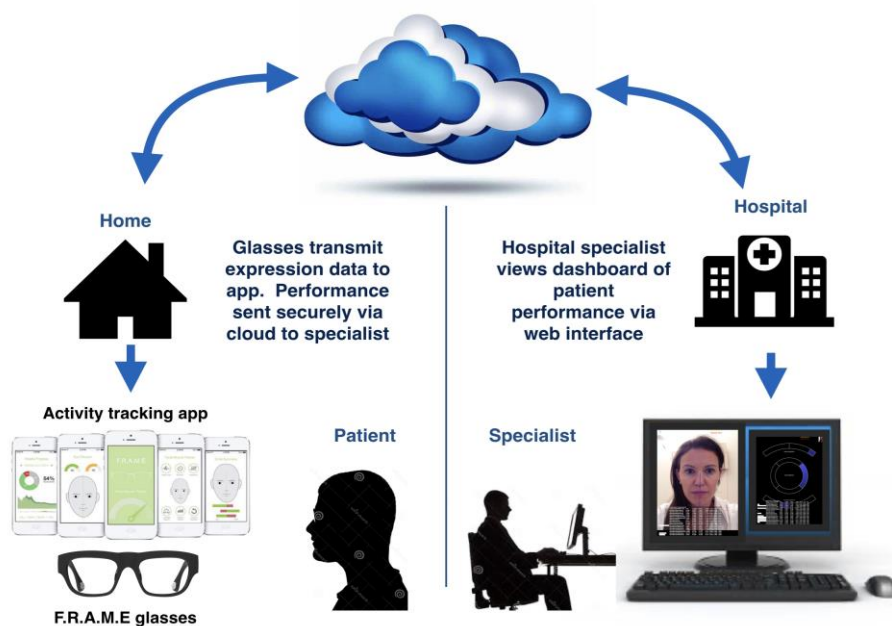 Home
Hospital
Glasses transmit
expression data to
app.  Performance
sent securely via
cloud to specialist
Hospital specialist
views dashboard of
patient
performance via
web interface
Activity tracking app
F.R.A.M.E
64%
Patient
Specialist
F.R.A.M.E glasses